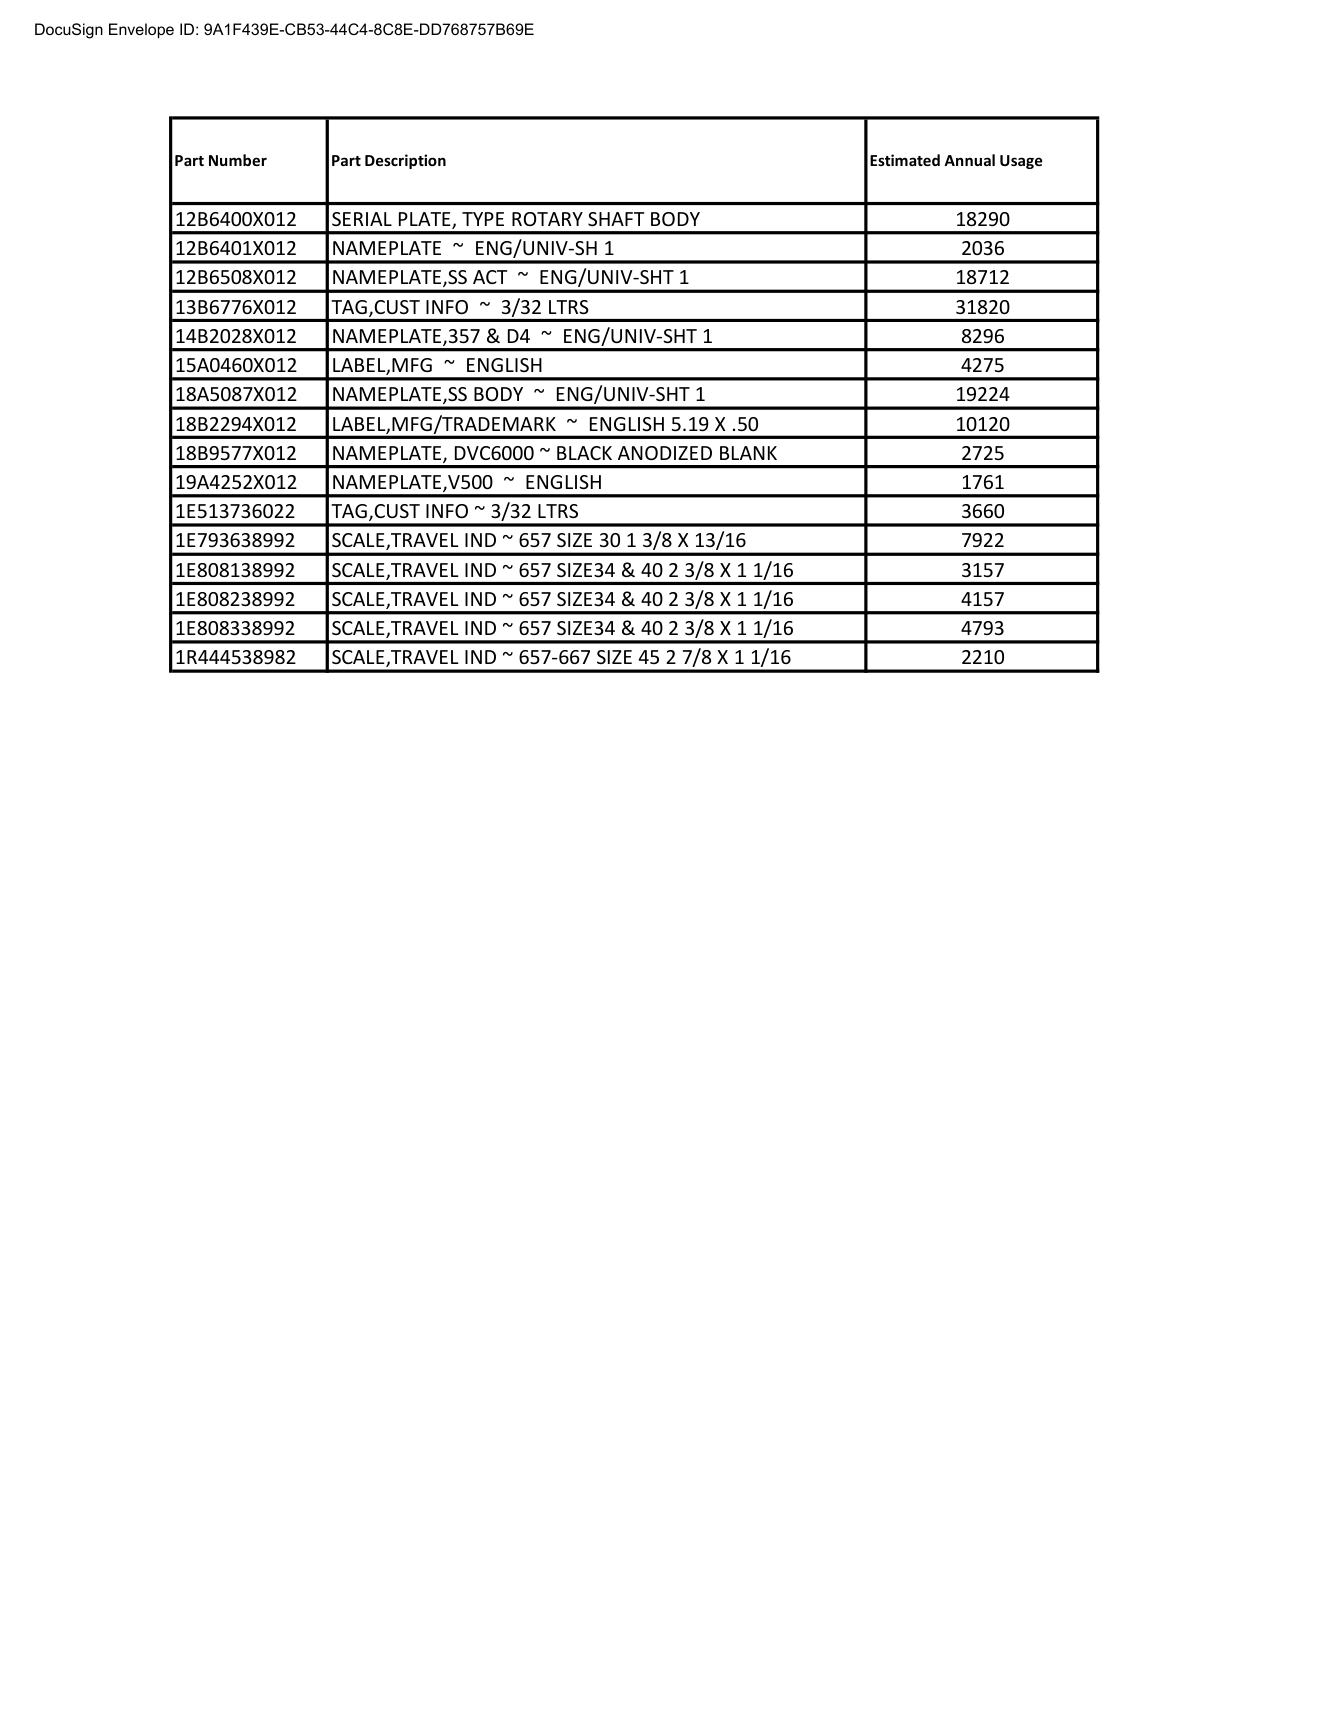 DocuSign Envelope ID: 9A1F439E-CB53-44C4-8C8E-DD768757B69E
Part Number Part Description Estimated Annual Usage
12B6400X012 SERIAL PLATE, TYPE ROTARY SHAFT BODY 18290
12B6401X012 NAMEPLATE ~ ENG/UNIV-SH 1 2036
12B6508X012 NAMEPLATE,SS ACT ~ ENG/UNIV-SHT 1 18712
13B6776X012 TAG,CUST INFO ~ 3/32 LTRS 31820
14B2028X012 NAMEPLATE,357 & D4 ~ ENG/UNIV-SHT 1 8296
15A0460X012 LABEL,MFG ~ ENGLISH 4275
18A5087X012 NAMEPLATE,SS BODY ~ ENG/UNIV-SHT 1 19224
18B2294X012 LABEL,MFG/TRADEMARK ~ ENGLISH 5.19 X .50 10120
18B9577X012 NAMEPLATE, DVC6000 ~ BLACK ANODIZED BLANK 2725
19A4252X012 NAMEPLATE,V500 ~ ENGLISH 1761
1E513736022 TAG,CUST INFO ~ 3/32 LTRS 3660
1E793638992 SCALE,TRAVEL IND ~ 657 SIZE 30 1 3/8 X 13/16 7922
1E808138992 SCALE,TRAVEL IND ~ 657 SIZE34 & 40 2 3/8 X 1 1/16 3157
1E808238992 SCALE,TRAVEL IND ~ 657 SIZE34 & 40 2 3/8 X 1 1/16 4157
1E808338992 SCALE,TRAVEL IND ~ 657 SIZE34 & 40 2 3/8 X 1 1/16 4793
1R444538982 SCALE,TRAVEL IND ~ 657-667 SIZE 45 2 7/8 X 1 1/16 2210